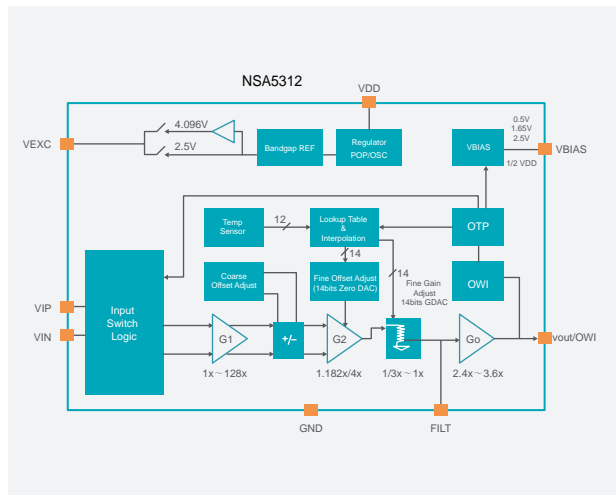 NSA5312
VDD
VEXC
4.096V
2.5V
Bandgap REF
Regulator
POP/OSC
VBIAS
0.5V
1.65V
2.5V
1/2 VDD
VBIAS
Temp
Sensor
12
Lookup Table
&
Interpolation
OTP
14
14
Coarse
Offset Adjust
Fine Offset Adjust
(14bits Zero DAC)
Fine Gain
Adjust
14bits GDAC
OWI
VIP
VIN
Input
Switch
Logic
G1
+/−
G2
Go
vout/OWI
1x～128x
1.182x/4x
1/3x～1x
2.4x～3.6x
GND
FILT